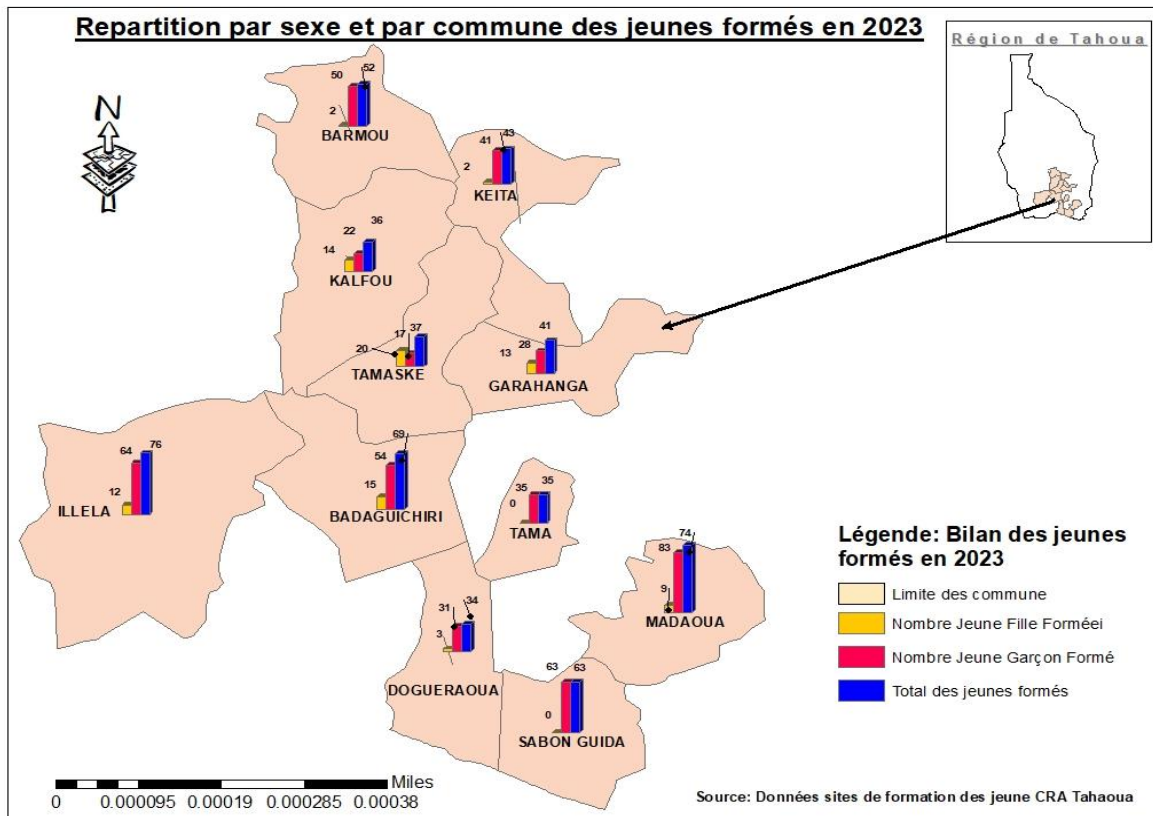 Repartition par sexe et par commune des jeunes formés en 2023
Région de Tahoua
N
50
52
2
BARMOU
41
43
2
KEITA
22
36
14
KALFOU
17
37
20
TAMASKE
41
28
13
GARAHANGA
64
76
12
ILLELA
69
54
15
BADAGUICHIRI
35
35
0
TAMA
74
83
9
MADAOUA
34
31
3
DOGUERAOUA
63
63
0
SABON GUIDA
Légende: Bilan des jeunes
formés en 2023
Limite des commune
Nombre Jeune Fille Forméei
Nombre Jeune Garçon Formé
Total des jeunes formés
Miles
0 0.000095 0.00019 0.000285 0.00038
Source: Données sites de formation des jeune CRA Tahaoua